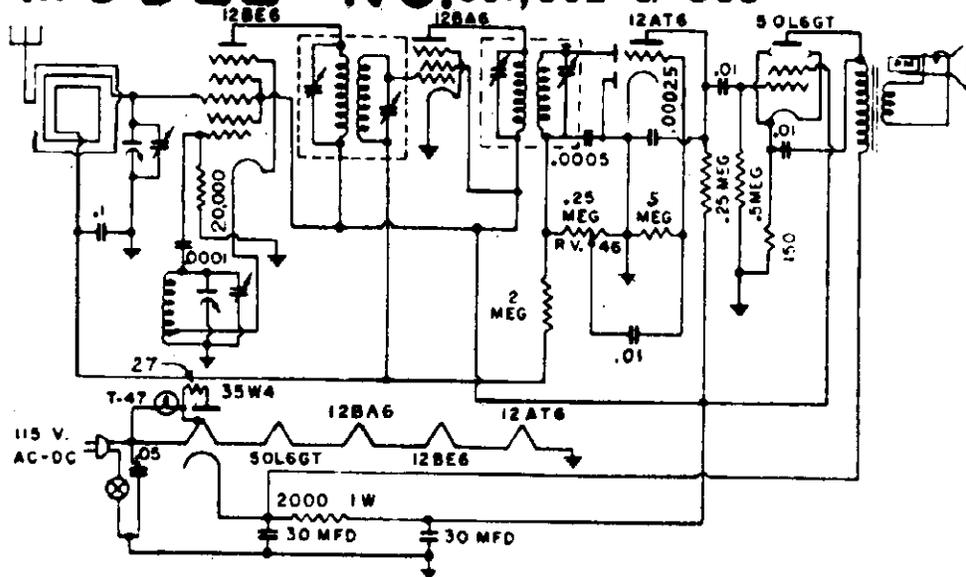 12BE6
12BA6
12AT6
50L6GT
.01
.00025
.0005
.01
.25 MEG
.5 MEG
20,000
.1
.25
MEG
.5
MEG
R V. 46
150
.0001
2
MEG
.01
27
T-47
35W4
12BA6
12AT6
115 V.
AC-DC
.05
50L6GT
12BE6
2000 1W
30 MFD
30 MFD